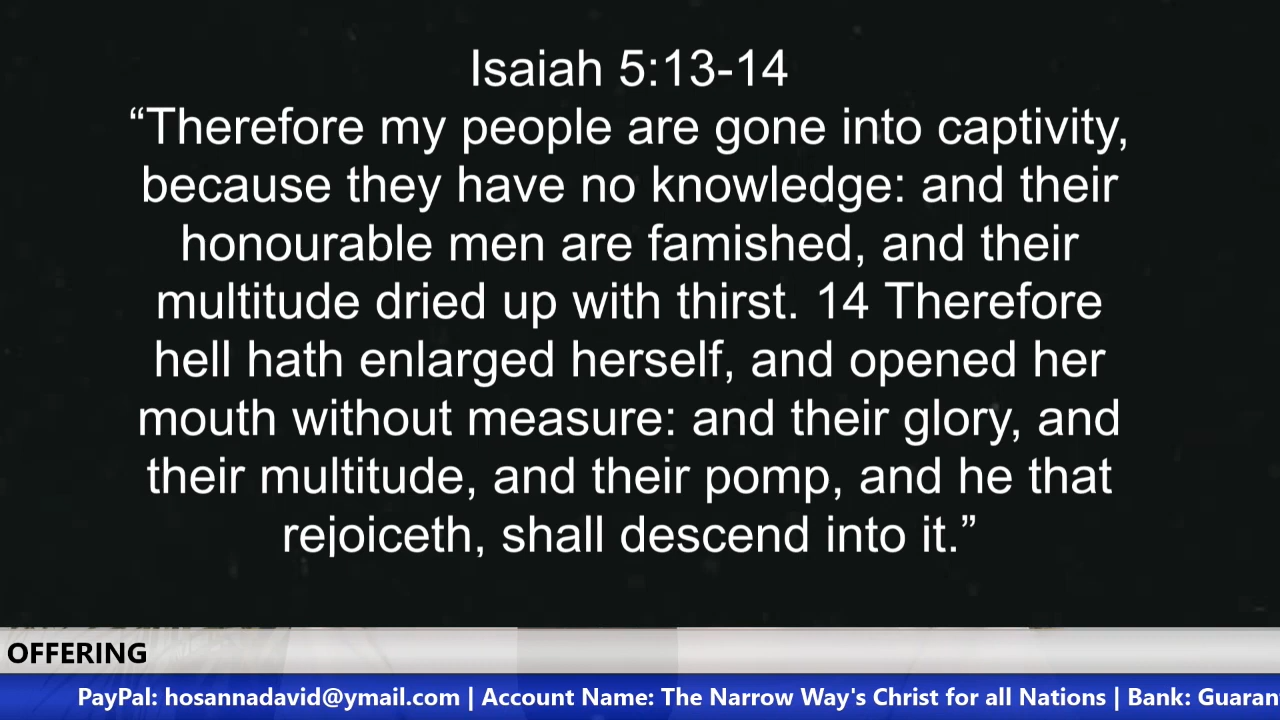 Isaiah 5:13-14
“Therefore my people are gone into captivity,
because they have no knowledge: and their
honourable men are famished, and their
multitude dried up with thirst. 14 Therefore
hell hath enlarged herself, and opened her
mouth without measure: and their glory, and
their multitude, and their pomp, and he that
rejoiceth, shall descend into it.”
OFFERING
PayPal: hosannadavid@ymail.com | Account Name: The Narrow Way's Christ for all Nations | Bank: Guaran